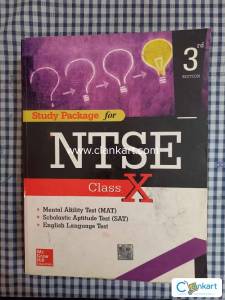 3rd
EDITION
Study Package for
www.clankart.com
NTSE
Class X
• Mental Ability Test (MAT)
• Scholastic Aptitude Test (SAT)
• English Language Test
Mc
Graw
Hill
Education
Clankart